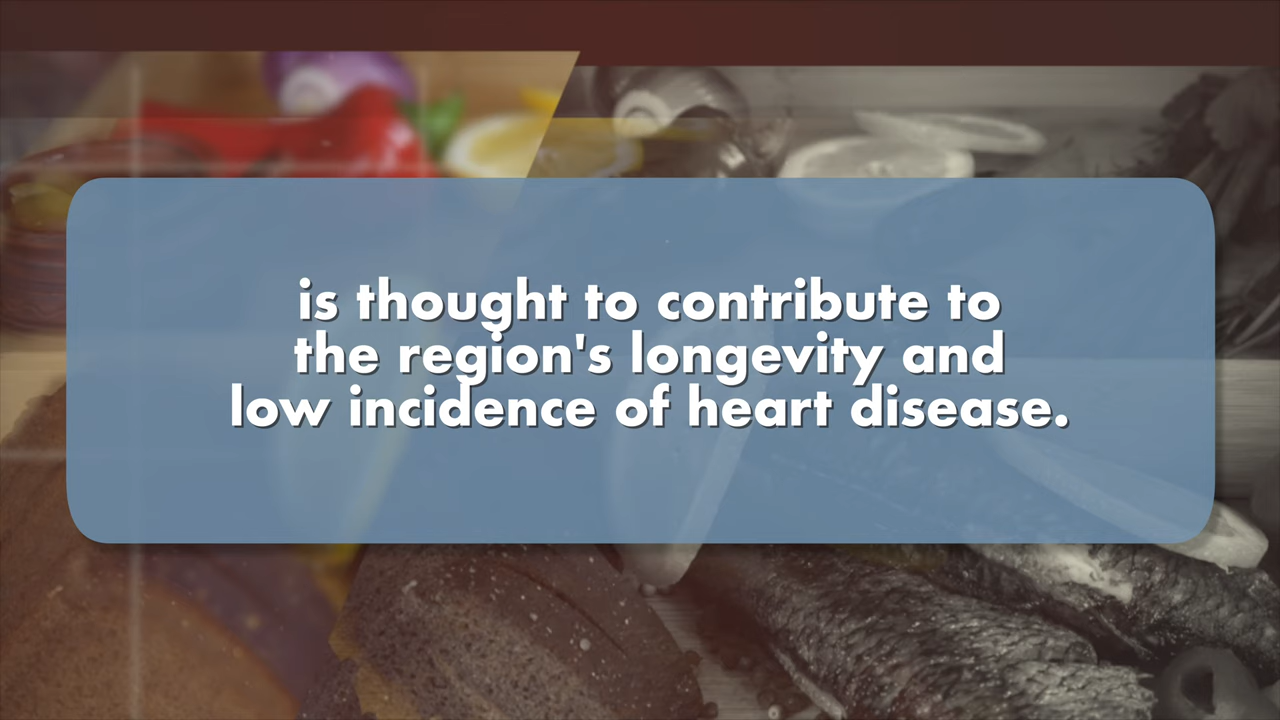 is thought to contribute to
the region's longevity and
low incidence of heart disease.